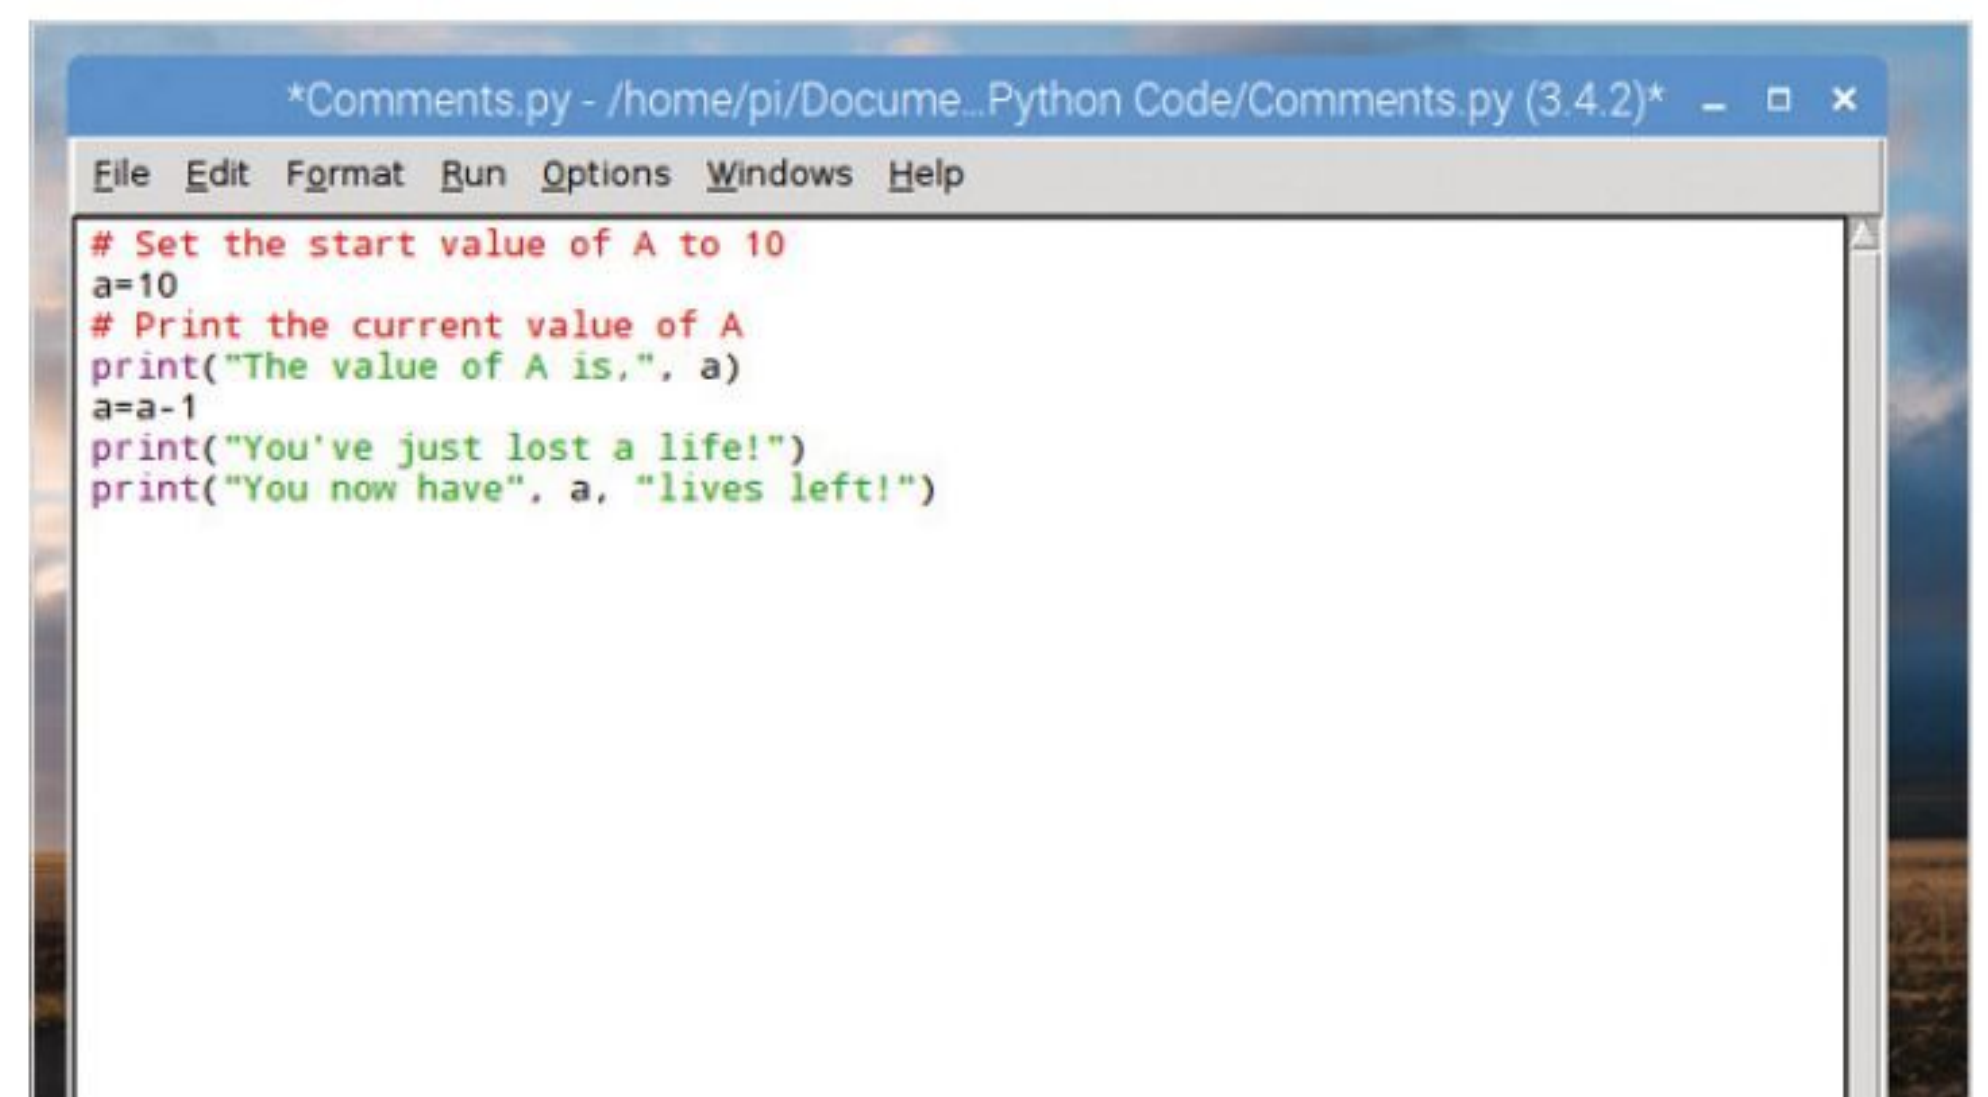 *Comments.py - /home/pi/Docume...Python Code/Comments.py (3.4.2)*
File Edit Format Run Options Windows Help
# Set the start value of A to 10
a=10
# Print the current value of A
print("The value of A is,", a)
a=a-1
print("You've just lost a life!")
print("You now have", a, "lives left!")